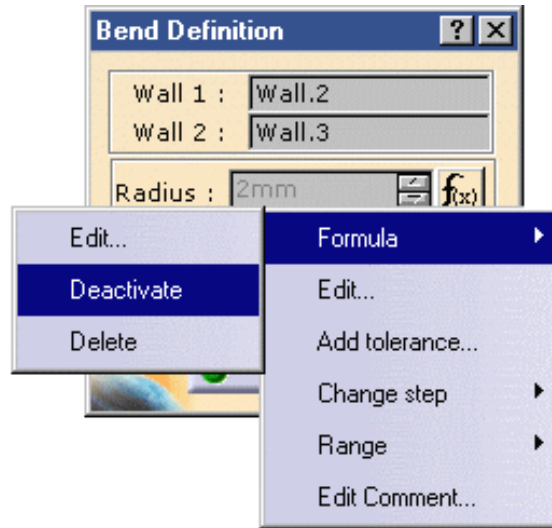 Bend Definition ? ×
Wall 1 : Wall.2
Wall 2 : Wall.3
Radius : 2mm f(x)
Edit...
Deactivate
Delete
Formula
Edit...
Add tolerance...
Change step
Range
Edit Comment...